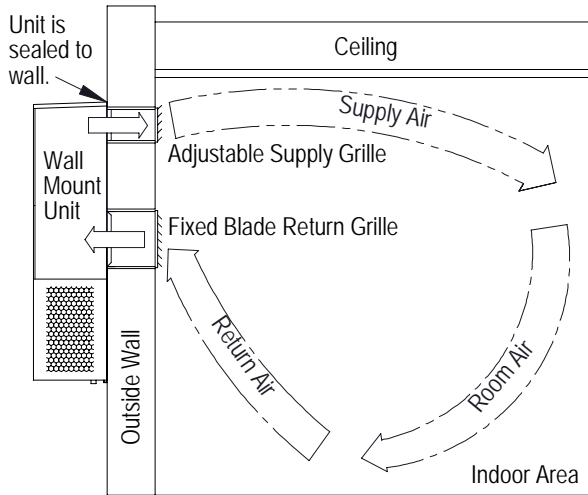 Unit is
sealed to
wall.
Ceiling
Supply Air
Adjustable Supply Grille
Wall
Mount
Unit
Fixed Blade Return Grille
Return Air
Room Air
Outside Wall
Indoor Area